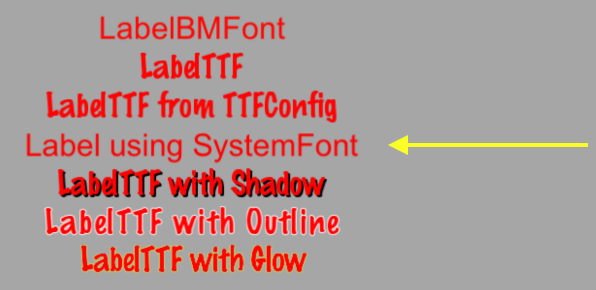 LabelBMFont
LabelTTF
LabelTTF from TTFConfig
Label using SystemFont
LabelTTF with Shadow
LabelTTF with Outline
LabelTTF with Glow